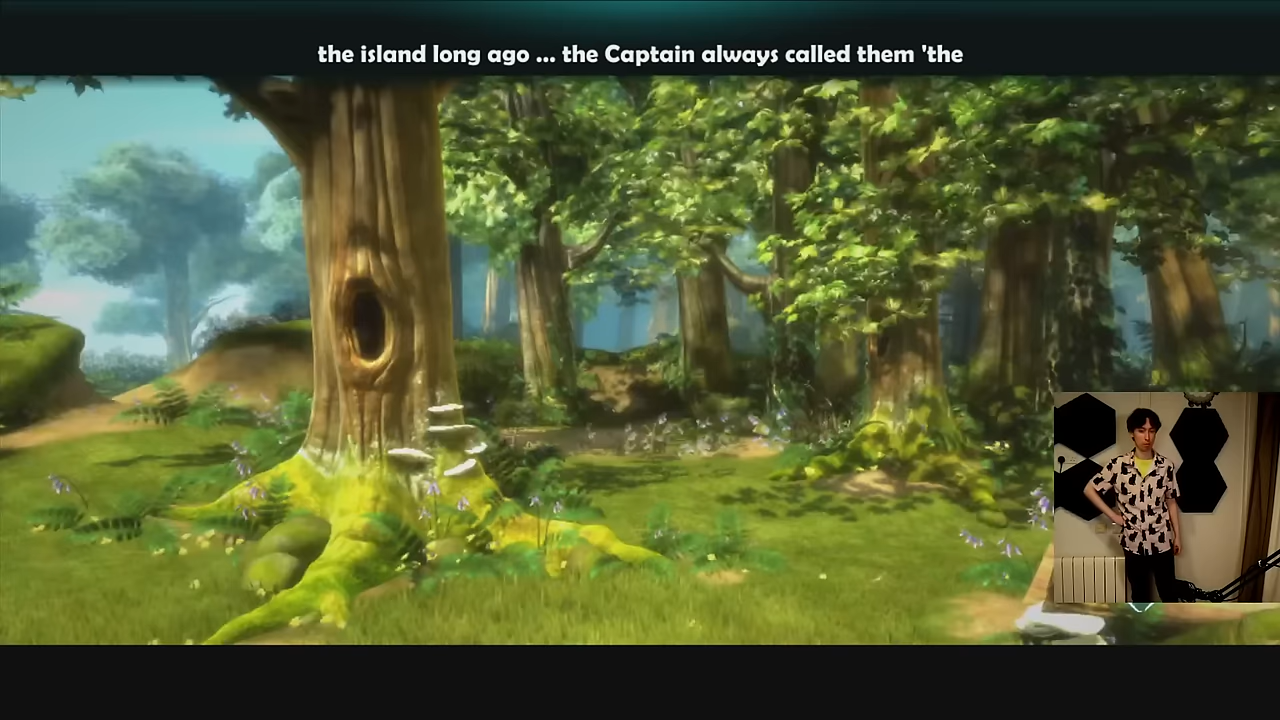 the island long ago ... the Captain always called them 'the